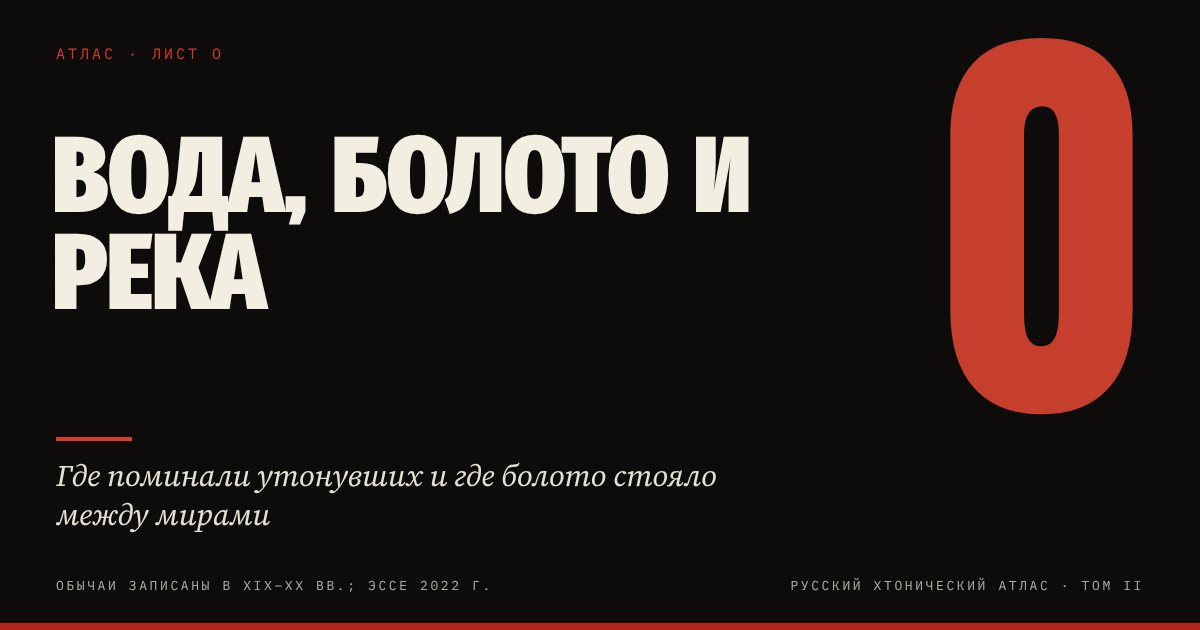 АТЛАС · ЛИСТ О
О
ВОДА, БОЛОТО И
РЕКА
Где поминали утонувших и где болото стояло
между мирами
ОБЫЧАИ ЗАПИСАНЫ В XIX–XX ВВ.; ЭССЕ 2022 Г.
РУССКИЙ ХТОНИЧЕСКИЙ АТЛАС · ТОМ II